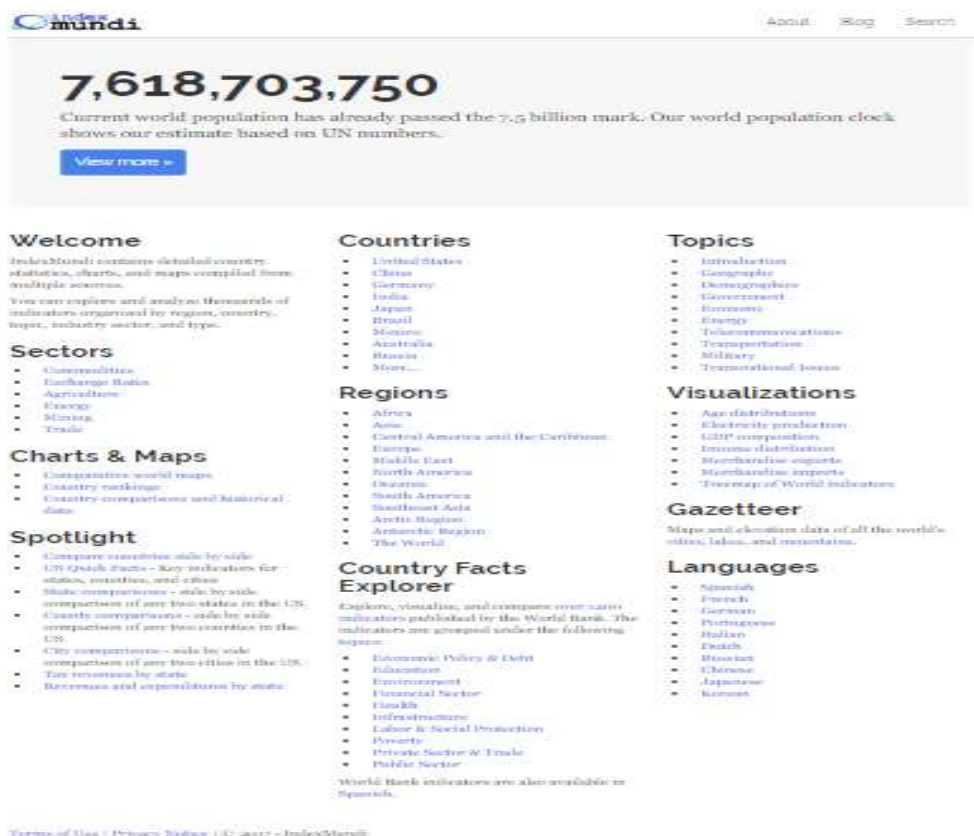 index
mundi
About Blog Search
7,618,703,750
Current world population has already passed the 7.5 billion mark. Our world population clock
shows our estimate based on UN numbers.
View more »
Welcome
IndexMundi contains detailed country
statistics, charts, and maps compiled from
multiple sources.
You can explore and analyze thousands of
indicators organized by region, country,
topic, industry sector, and type.
Sectors
Commodities
Exchange Rates
Agriculture
Energy
Mining
Trade
Charts & Maps
Comparative world maps
Country rankings
Country comparisons and historical
data
Spotlight
Compare countries side by side
US Quick Facts - Key indicators for
states, counties, and cities
State comparisons - side by side
comparison of any two states in the US.
County comparisons - side by side
comparison of any two counties in the
US.
City comparisons - side by side
comparison of any two cities in the US.
Tax revenues by state
Revenues and expenditures by state
Countries
United States
China
Germany
India
Japan
Brazil
Mexico
Australia
Russia
More...
Regions
Africa
Asia
Central America and the Caribbean
Europe
Middle East
North America
Oceania
South America
Southeast Asia
Arctic Region
Antarctic Region
The World
Country Facts
Explorer
Explore, visualize, and compare over 1200
indicators published by the World Bank. The
indicators are grouped under the following
topics:
Economic Policy & Debt
Education
Environment
Financial Sector
Health
Infrastructure
Labor & Social Protection
Poverty
Private Sector & Trade
Public Sector
World Bank indicators are also available in
Spanish.
Topics
Introduction
Geography
Demographics
Government
Economy
Energy
Telecommunications
Transportation
Military
Transnational Issues
Visualizations
Age distributions
Electricity production
GDP composition
Income distribution
Merchandise exports
Merchandise imports
Treemap of World indicators
Gazetteer
Maps and elevation data of all the world's
cities, lakes, and mountains.
Languages
Spanish
French
German
Portuguese
Italian
Dutch
Russian
Chinese
Japanese
Korean
Terms of Use | Privacy Notice | © 2017 - IndexMundi